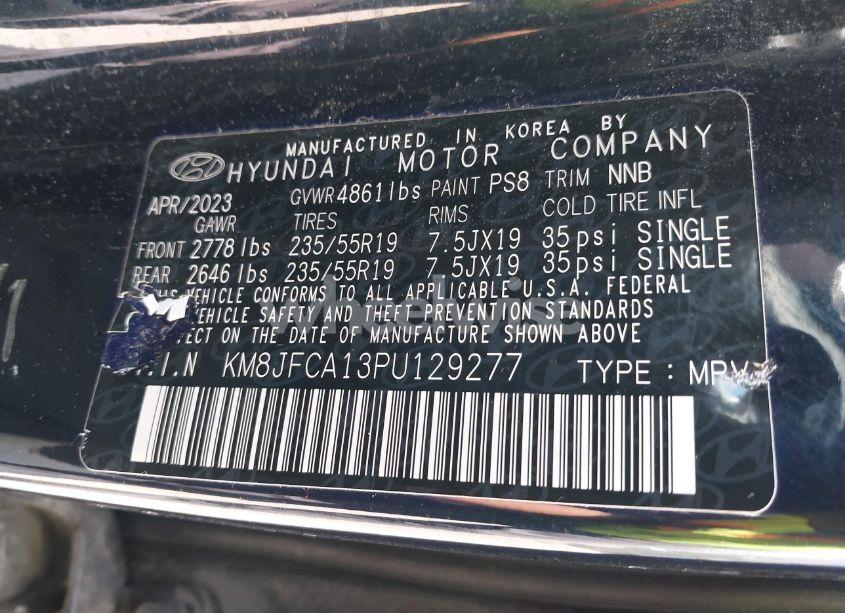 MANUFACTURED IN KOREA BY
HYUNDAI MOTOR COMPANY
APR/2023 GVWR 4861 lbs PAINT PS8 TRIM NNB
GAWR TIRES RIMS COLD TIRE INFL
FRONT 2778 lbs 235/55R19 7.5JX19 35psi SINGLE
REAR 2646 lbs 235/55R19 7.5JX19 35psi SINGLE
VEHICLE CONFORMS TO ALL APPLICABLE U.S.A. FEDERAL
VEHICLE SAFETY AND THEFT PREVENTION STANDARDS
ON THE DATE OF MANUFACTURE SHOWN ABOVE
V.I.N KM8JFCA13PU129277 TYPE : MPV